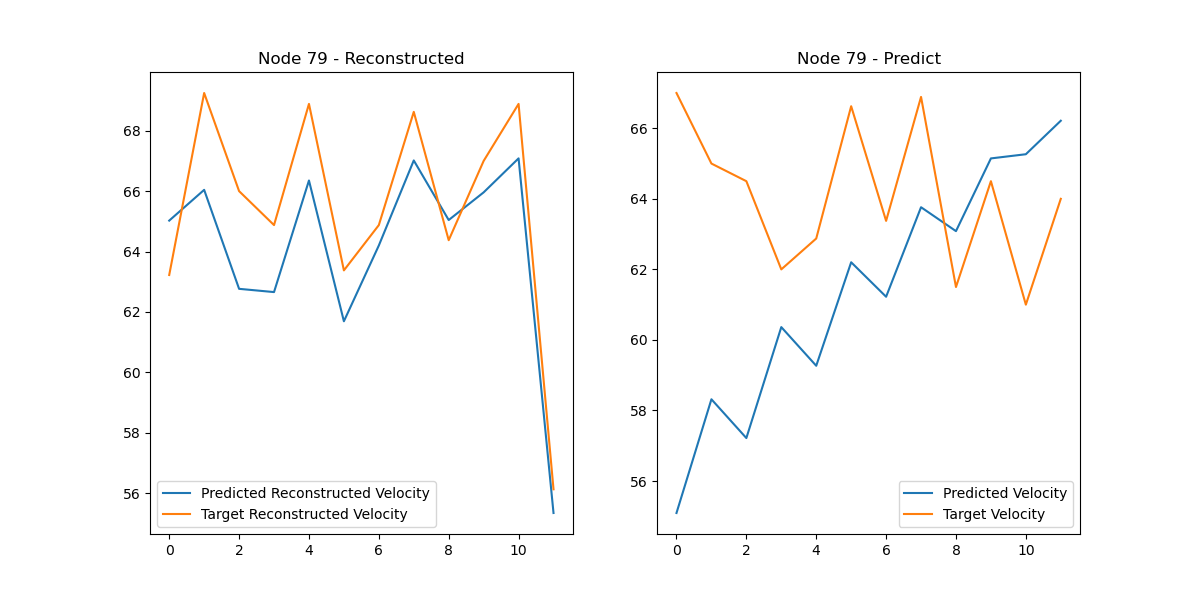 Node 79 - Reconstructed
68
66
64
62
60
58
56
Predicted Reconstructed Velocity
Target Reconstructed Velocity
0 2 4 6 8 10
Node 79 - Predict
66
64
62
60
58
56
Predicted Velocity
Target Velocity
0 2 4 6 8 10